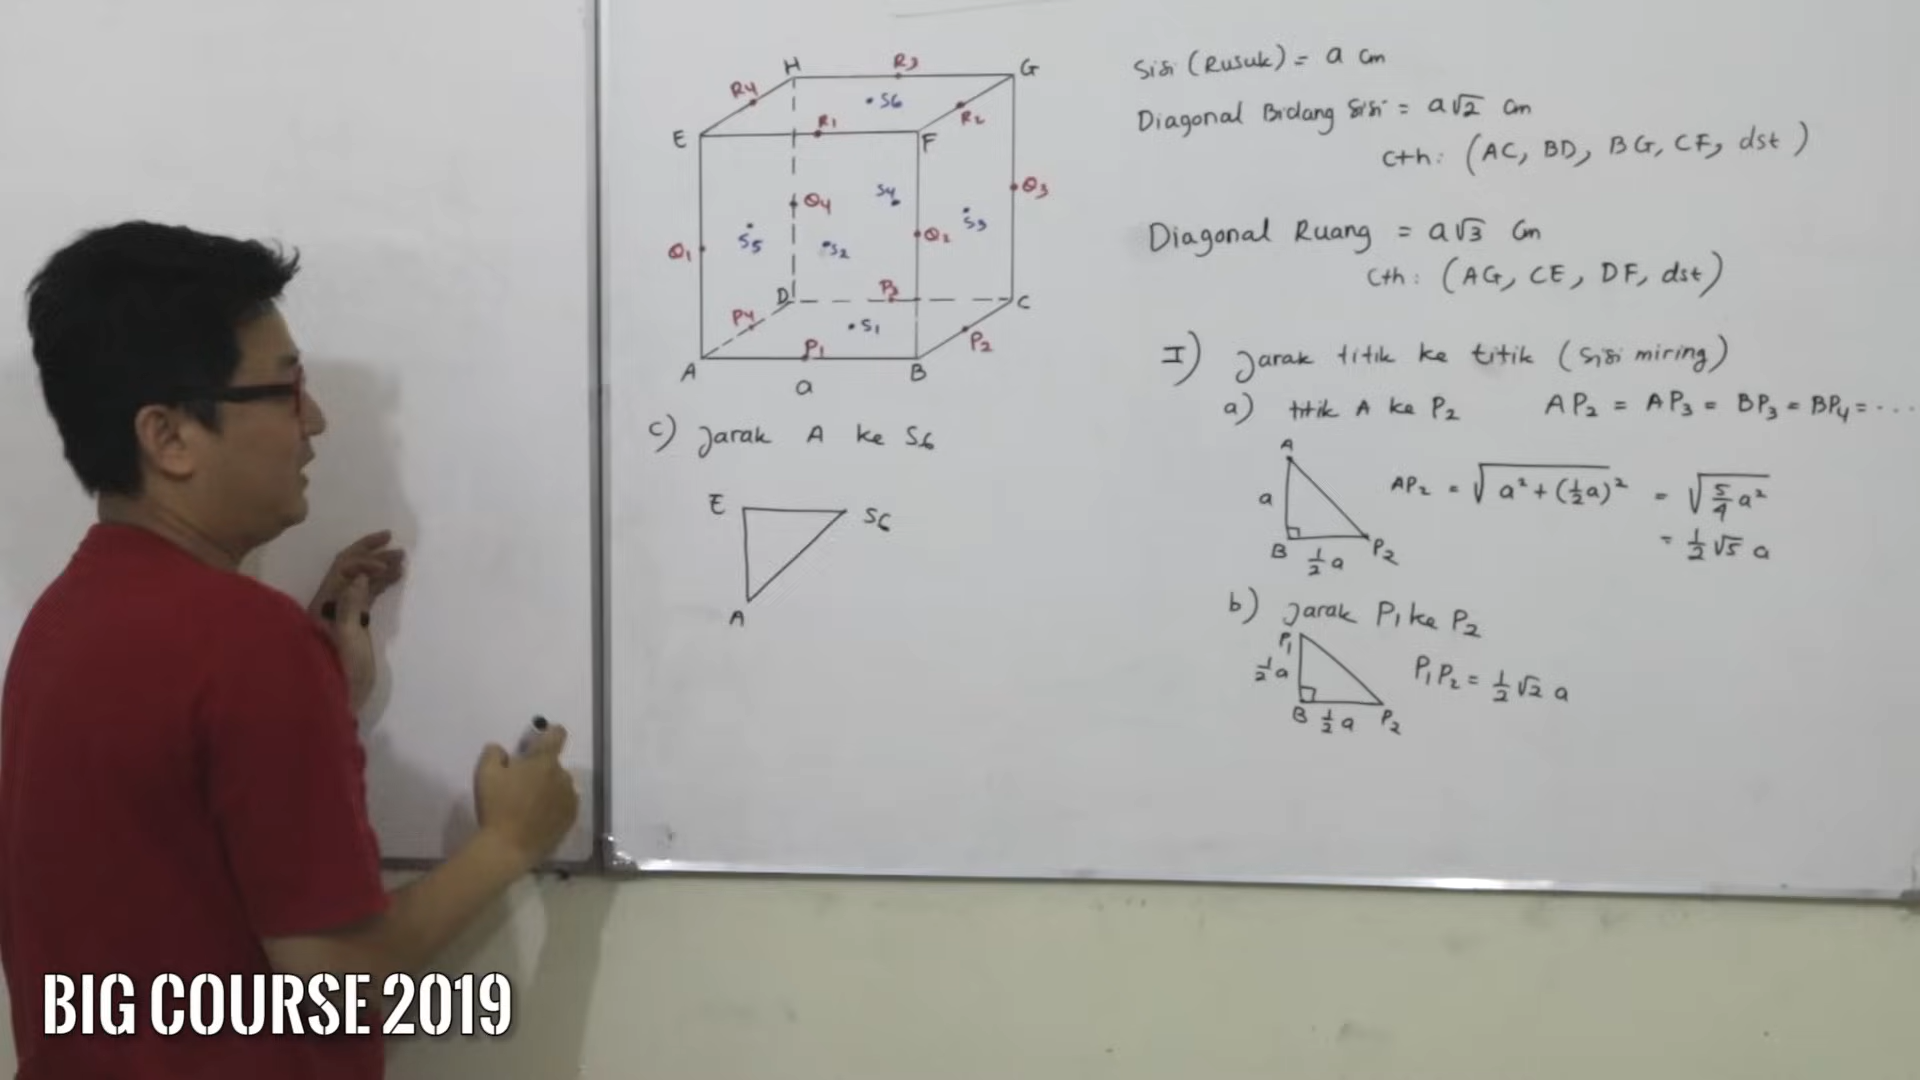 H
R3
G
R4
S6
R2
E
R1
F
Q4
S4
Q3
S5
S2
Q2
S3
Q1
D
P3
C
P4
S1
P1
P2
A
B
a
c) Jarak A ke S6
E
S6
A
Sisi (Rusuk) = a cm
Diagonal Bidang sisi = a√2 cm
Cth: (AC, BD, BG, CF, dst)
Diagonal Ruang = a√3 cm
Cth: (AG, CE, DF, dst)
I) Jarak titik ke titik (sisi miring)
a) titik A ke P2 AP2 = AP3 = BP3 = BP4 = ...
A
a
B 1/2 a P2
AP2 = √(a² + (1/2 a)²) = √(5/4 a²)
= 1/2 √5 a
b) Jarak P1 ke P2
P1
1/2 a
B 1/2 a P2
P1P2 = 1/2 √2 a
BIG COURSE 2019